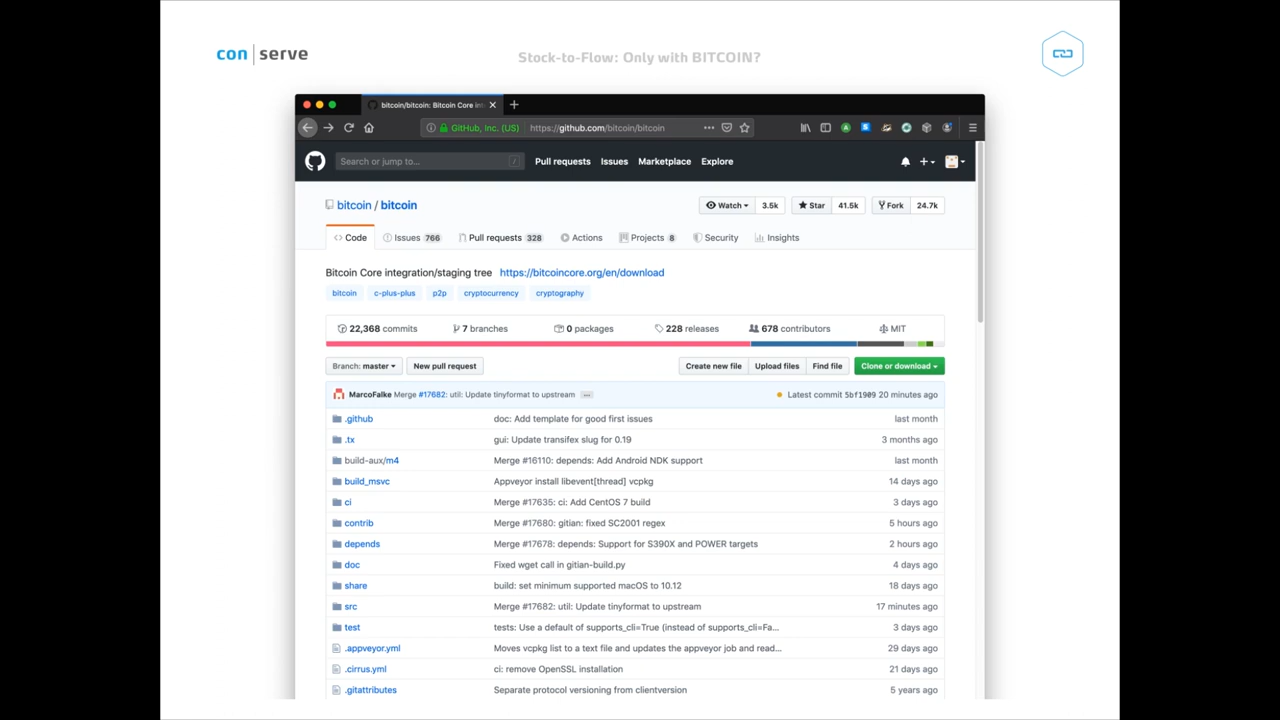 con serve
Stock-to-Flow: Only with BITCOIN?
bitcoin/bitcoin: Bitcoin Core int
GitHub, Inc. (US) https://github.com/bitcoin/bitcoin
Search or jump to... / Pull requests Issues Marketplace Explore
bitcoin / bitcoin Watch 3.5k Star 41.5k Fork 24.7k
Code Issues 766 Pull requests 328 Actions Projects 8 Security Insights
Bitcoin Core integration/staging tree https://bitcoincore.org/en/download
bitcoin c-plus-plus p2p cryptocurrency cryptography
22,368 commits 7 branches 0 packages 228 releases 678 contributors MIT
Branch: master New pull request Create new file Upload files Find file Clone or download
MarcoFalke Merge #17682: util: Update tinyformat to upstream ... Latest commit 5bf1909 20 minutes ago
.github doc: Add template for good first issues last month
.tx gui: Update transifex slug for 0.19 3 months ago
build-aux/m4 Merge #16110: depends: Add Android NDK support last month
build_msvc Appveyor install libevent[thread] vcpkg 14 days ago
ci Merge #17635: ci: Add CentOS 7 build 3 days ago
contrib Merge #17680: gitian: fixed SC2001 regex 5 hours ago
depends Merge #17678: depends: Support for S390X and POWER targets 2 hours ago
doc Fixed wget call in gitian-build.py 4 days ago
share build: set minimum supported macOS to 10.12 18 days ago
src Merge #17682: util: Update tinyformat to upstream 17 minutes ago
test tests: Use a default of supports_cli=True (instead of supports_cli=Fa... 3 days ago
.appveyor.yml Moves vcpkg list to a text file and updates the appveyor job and read... 29 days ago
.cirrus.yml ci: remove OpenSSL installation 21 days ago
.gitattributes Separate protocol versioning from clientversion 5 years ago